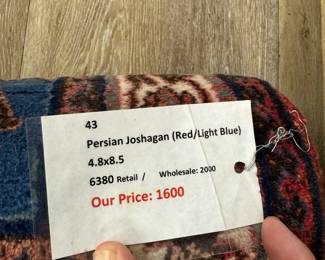 43
Persian Joshagan (Red/Light Blue)
4.8x8.5
6380 Retail / Wholesale: 2000
Our Price: 1600